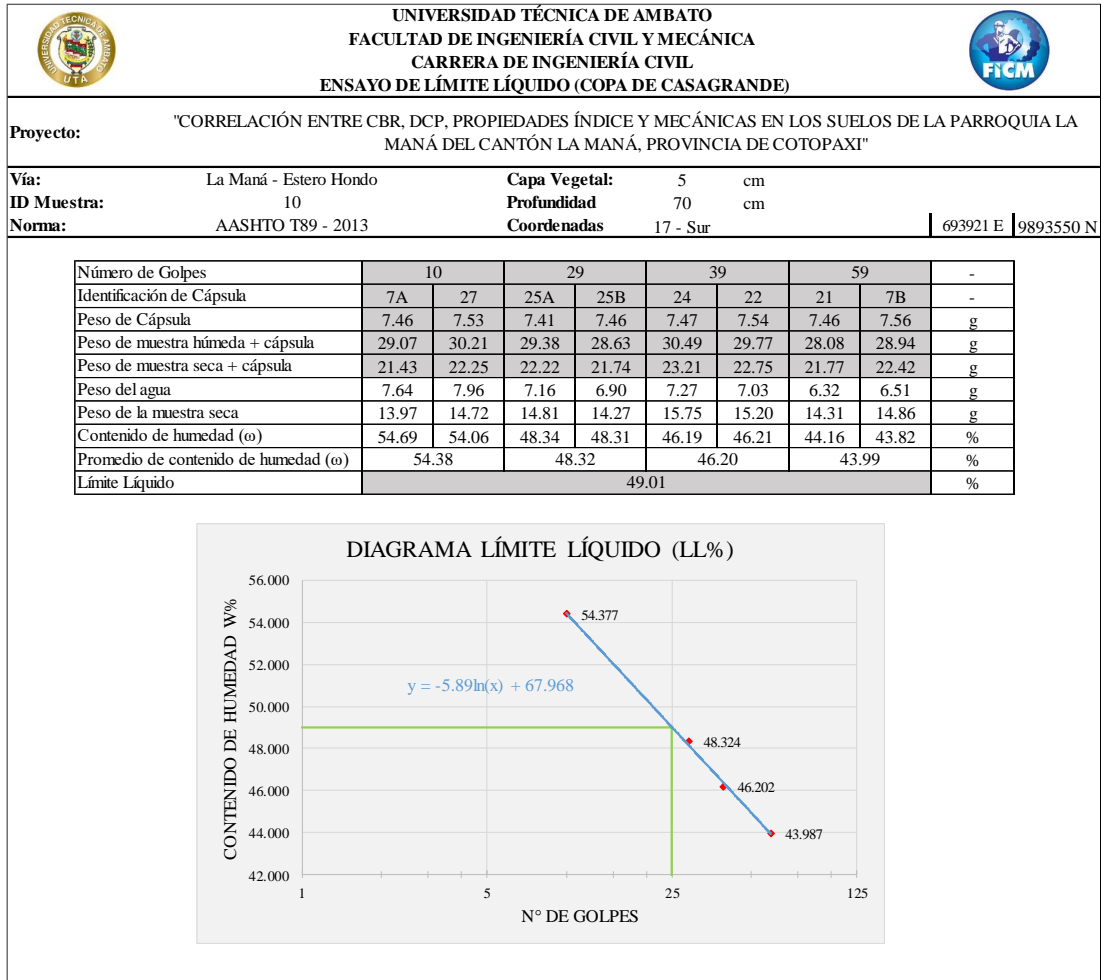 UNIVERSIDAD TÉCNICA DE AMBATO
FACULTAD DE INGENIERÍA CIVIL Y MECÁNICA
CARRERA DE INGENIERÍA CIVIL
ENSAYO DE LÍMITE LÍQUIDO (COPA DE CASAGRANDE)
UTA
FICM
Proyecto: "CORRELACIÓN ENTRE CBR, DCP, PROPIEDADES ÍNDICE Y MECÁNICAS EN LOS SUELOS DE LA PARROQUIA LA
MANÁ DEL CANTÓN LA MANÁ, PROVINCIA DE COTOPAXI"
Vía: La Maná - Estero Hondo Capa Vegetal: 5 cm
ID Muestra: 10 Profundidad 70 cm
Norma: AASHTO T89 - 2013 Coordenadas 17 - Sur 693921 E 9893550 N
Número de Golpes 10 29 39 59 -
Identificación de Cápsula 7A 27 25A 25B 24 22 21 7B -
Peso de Cápsula 7.46 7.53 7.41 7.46 7.47 7.54 7.46 7.56 g
Peso de muestra húmeda + cápsula 29.07 30.21 29.38 28.63 30.49 29.77 28.08 28.94 g
Peso de muestra seca + cápsula 21.43 22.25 22.22 21.74 23.21 22.75 21.77 22.42 g
Peso del agua 7.64 7.96 7.16 6.90 7.27 7.03 6.32 6.51 g
Peso de la muestra seca 13.97 14.72 14.81 14.27 15.75 15.20 14.31 14.86 g
Contenido de humedad (ω) 54.69 54.06 48.34 48.31 46.19 46.21 44.16 43.82 %
Promedio de contenido de humedad (ω) 54.38 48.32 46.20 43.99 %
Límite Líquido 49.01 %
DIAGRAMA LÍMITE LÍQUIDO (LL%)
CONTENIDO DE HUMEDAD W%
56.000
54.000
52.000
50.000
48.000
46.000
44.000
42.000
54.377
y = -5.89ln(x) + 67.968
48.324
46.202
43.987
1 5 25 125
N° DE GOLPES